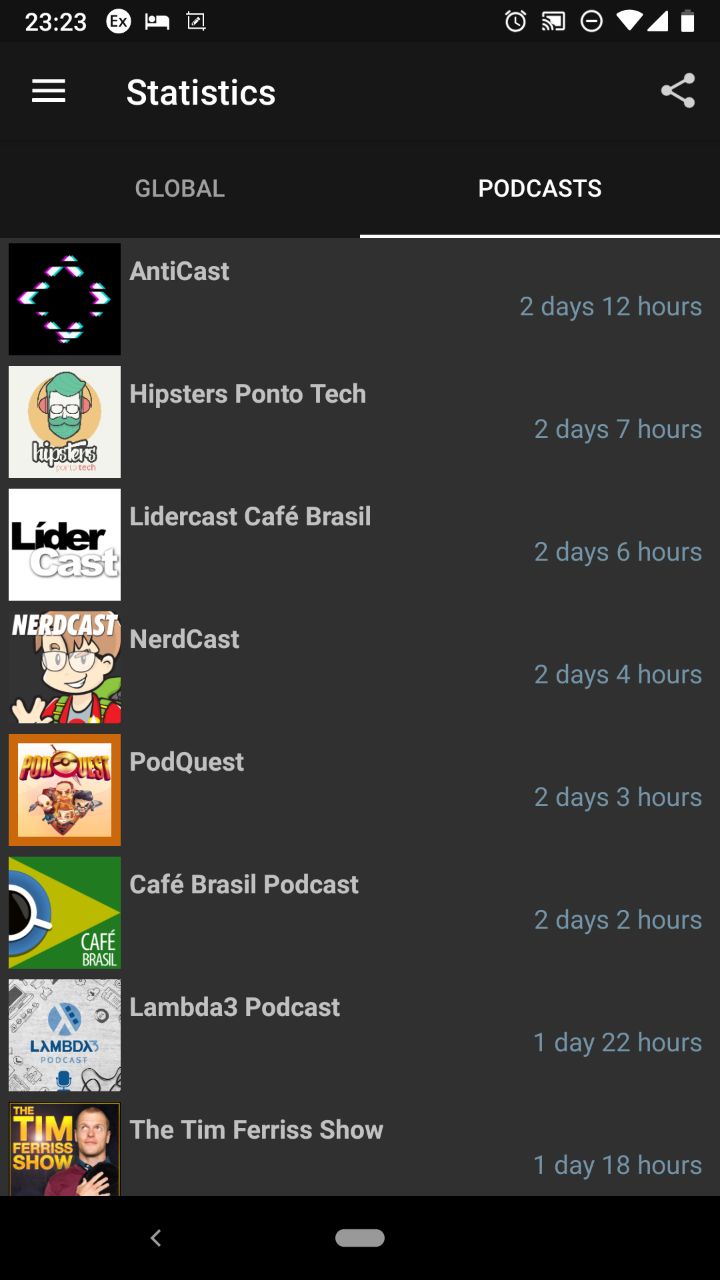 23:23 Ex
Statistics
GLOBAL PODCASTS
AntiCast
2 days 12 hours
hipsters
ponto tech
Hipsters Ponto Tech
2 days 7 hours
Líder
Cast
Lidercast Café Brasil
2 days 6 hours
NERDCAST
NerdCast
2 days 4 hours
PODQUEST
PodQuest
2 days 3 hours
CAFÉ
BRASIL
Café Brasil Podcast
2 days 2 hours
LAMBDA3
PODCAST
Lambda3 Podcast
1 day 22 hours
THE
TIM
FERRISS
SHOW
The Tim Ferriss Show
1 day 18 hours